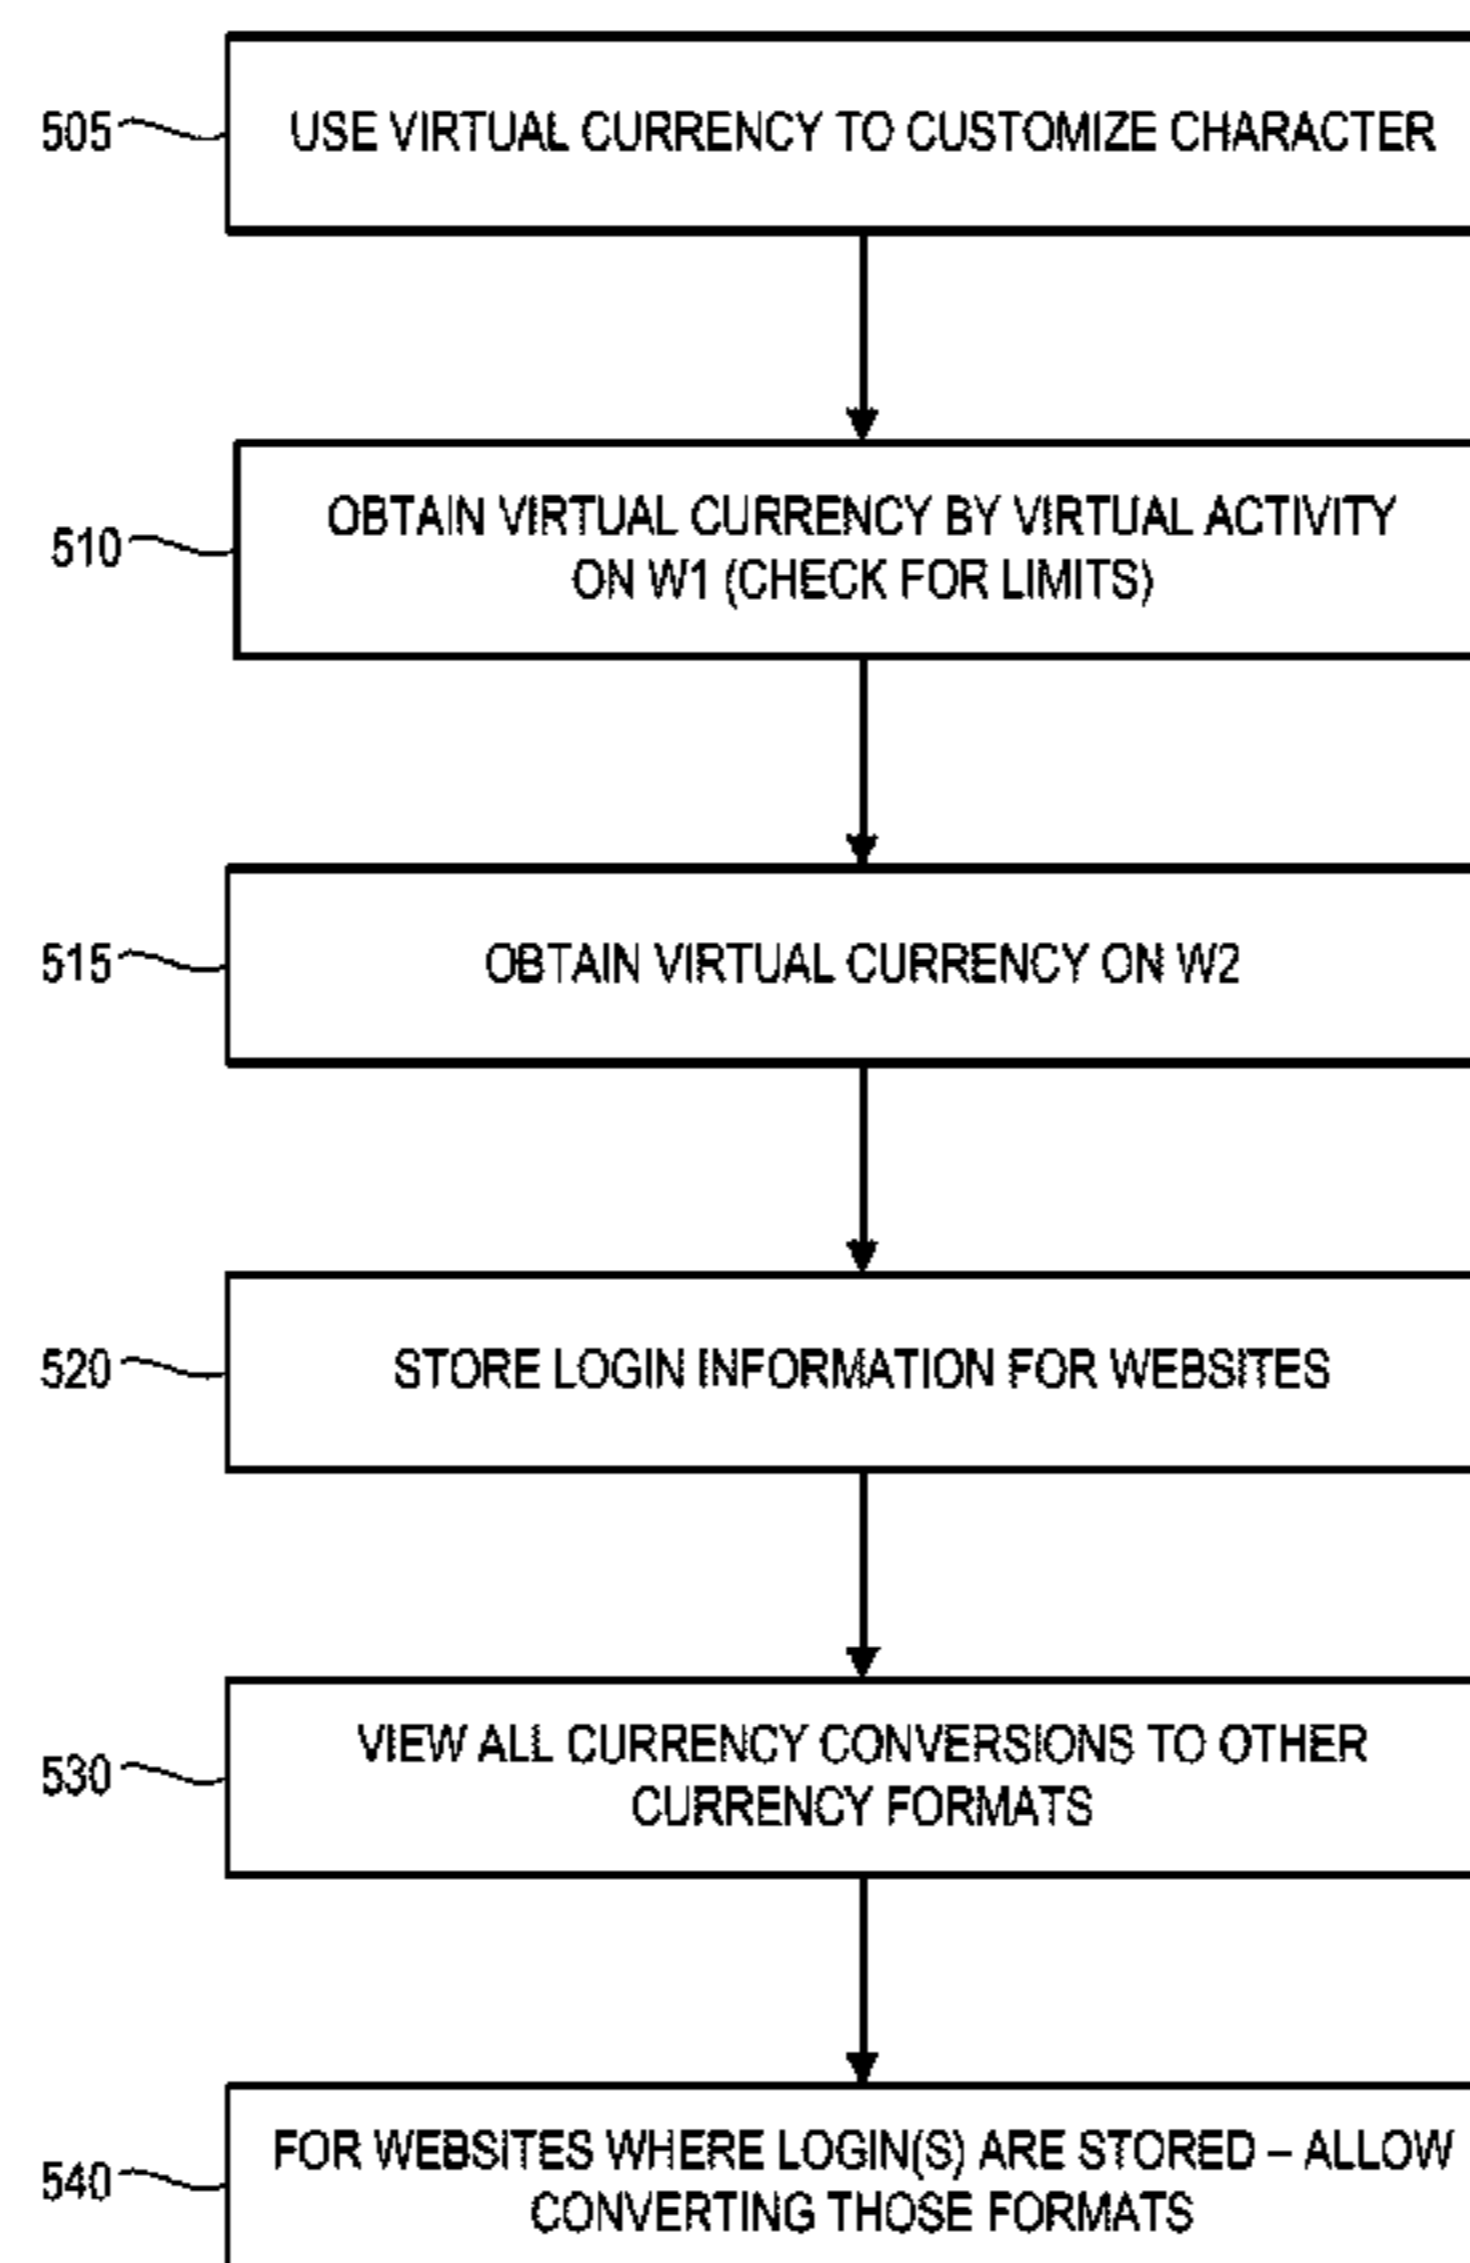 505
USE VIRTUAL CURRENCY TO CUSTOMIZE CHARACTER
510
OBTAIN VIRTUAL CURRENCY BY VIRTUAL ACTIVITY
ON W1 (CHECK FOR LIMITS)
515
OBTAIN VIRTUAL CURRENCY ON W2
520
STORE LOGIN INFORMATION FOR WEBSITES
530
VIEW ALL CURRENCY CONVERSIONS TO OTHER
CURRENCY FORMATS
540
FOR WEBSITES WHERE LOGIN(S) ARE STORED – ALLOW
CONVERTING THOSE FORMATS